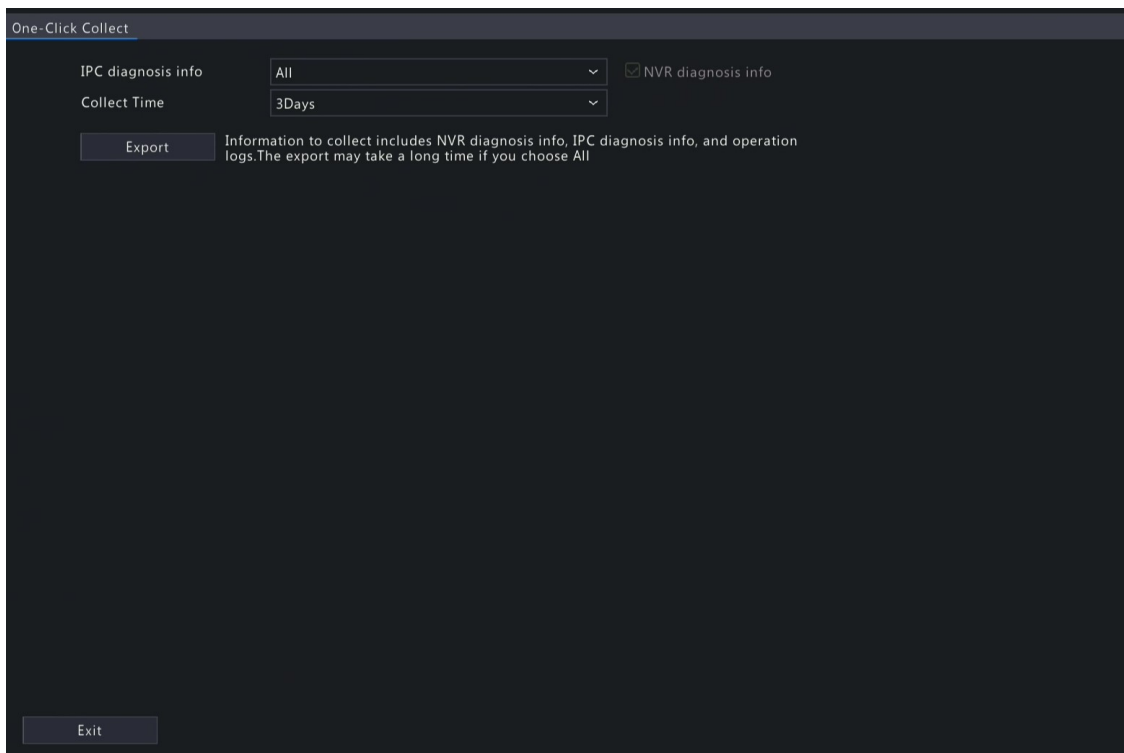 One-Click Collect
IPC diagnosis info
All
NVR diagnosis info
Collect Time
3Days
Export
Information to collect includes NVR diagnosis info, IPC diagnosis info, and operation
logs.The export may take a long time if you choose All
Exit